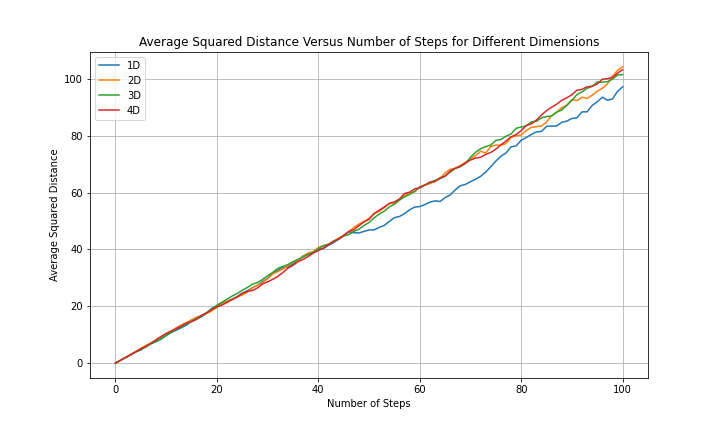 Average Squared Distance Versus Number of Steps for Different Dimensions
1D
2D
3D
4D
100
80
60
40
20
0
Average Squared Distance
0 20 40 60 80 100
Number of Steps